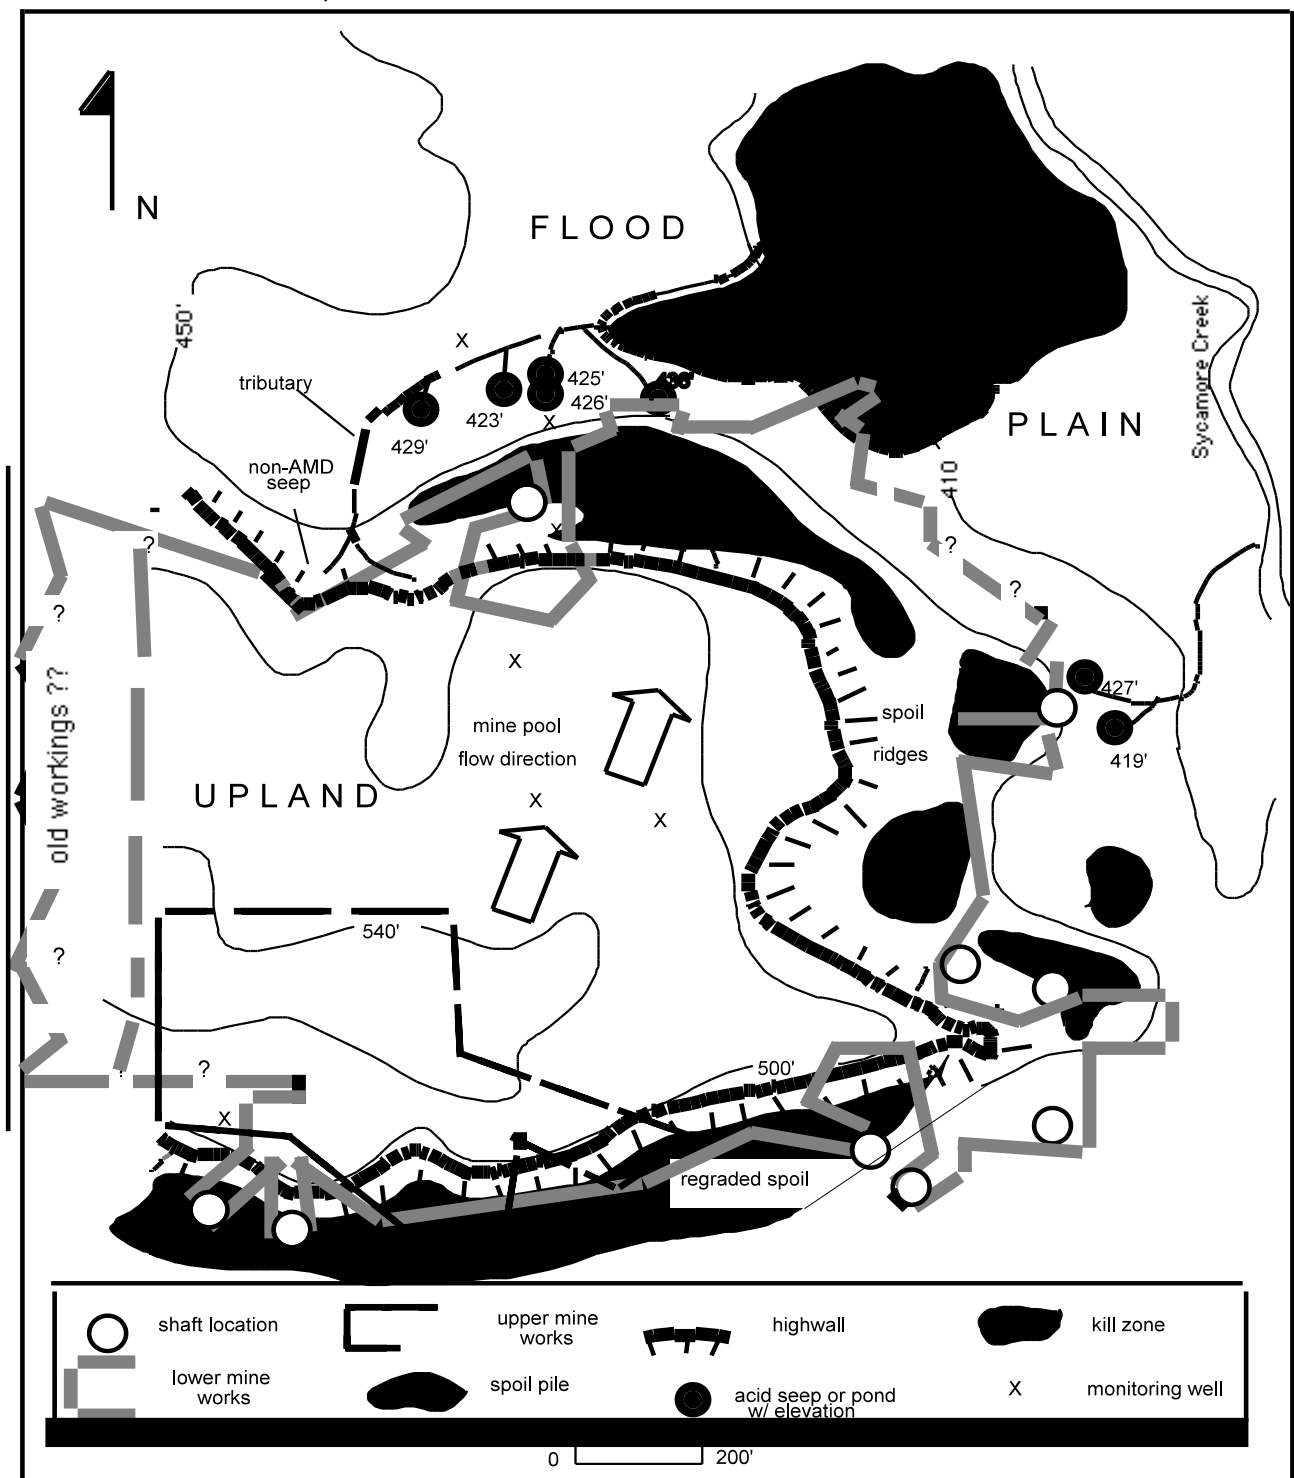 N
FLOOD
450'
Sycamore Creek
tributary
425'
426'
423'
429'
PLAIN
non-AMD
seep
410
?
?
?
?
old workings ??
427'
spoil
ridges
419'
mine pool
flow direction
UPLAND
540'
?
?
500'
regraded spoil
shaft location
upper mine
works
highwall
kill zone
lower mine
works
spoil pile
acid seep or pond
w/ elevation
X
monitoring well
0
200'
X
X
X
X
X
X
X